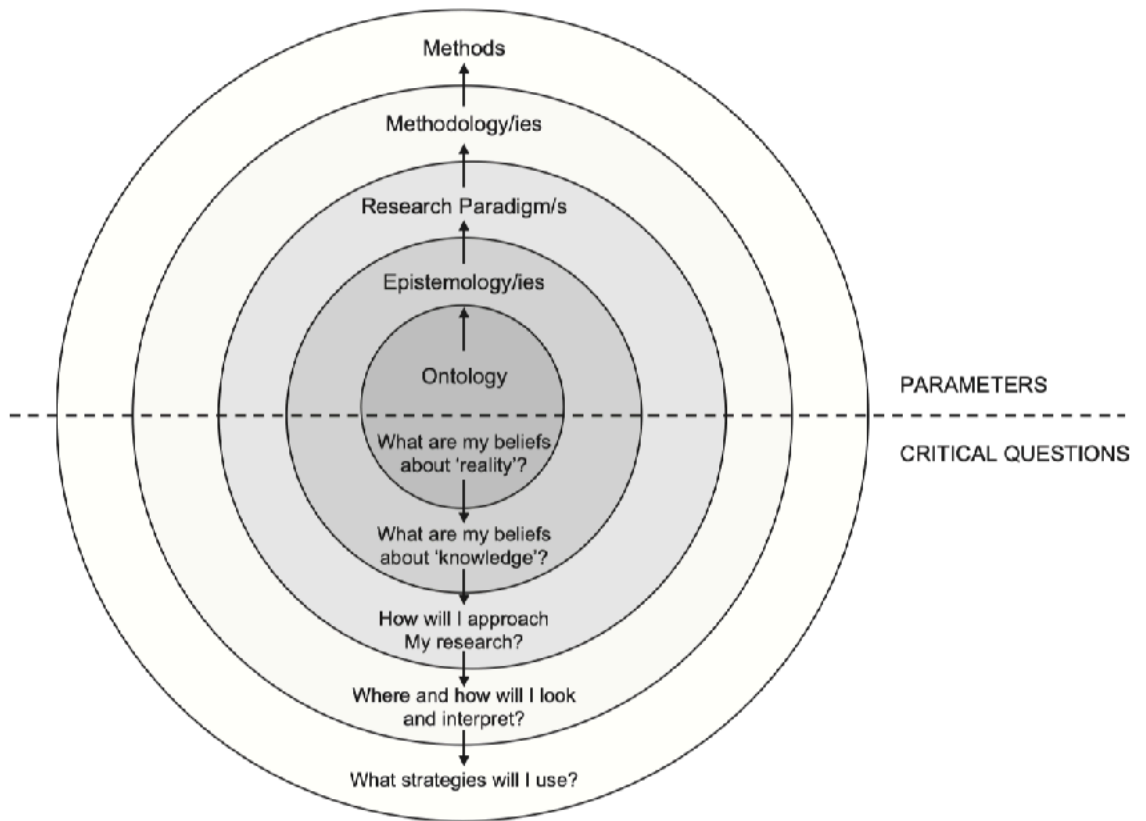 Methods
Methodology/ies
Research Paradigm/s
Epistemology/ies
Ontology
PARAMETERS
CRITICAL QUESTIONS
What are my beliefs
about ‘reality’?
What are my beliefs
about ‘knowledge’?
How will I approach
My research?
Where and how will I look
and interpret?
What strategies will I use?